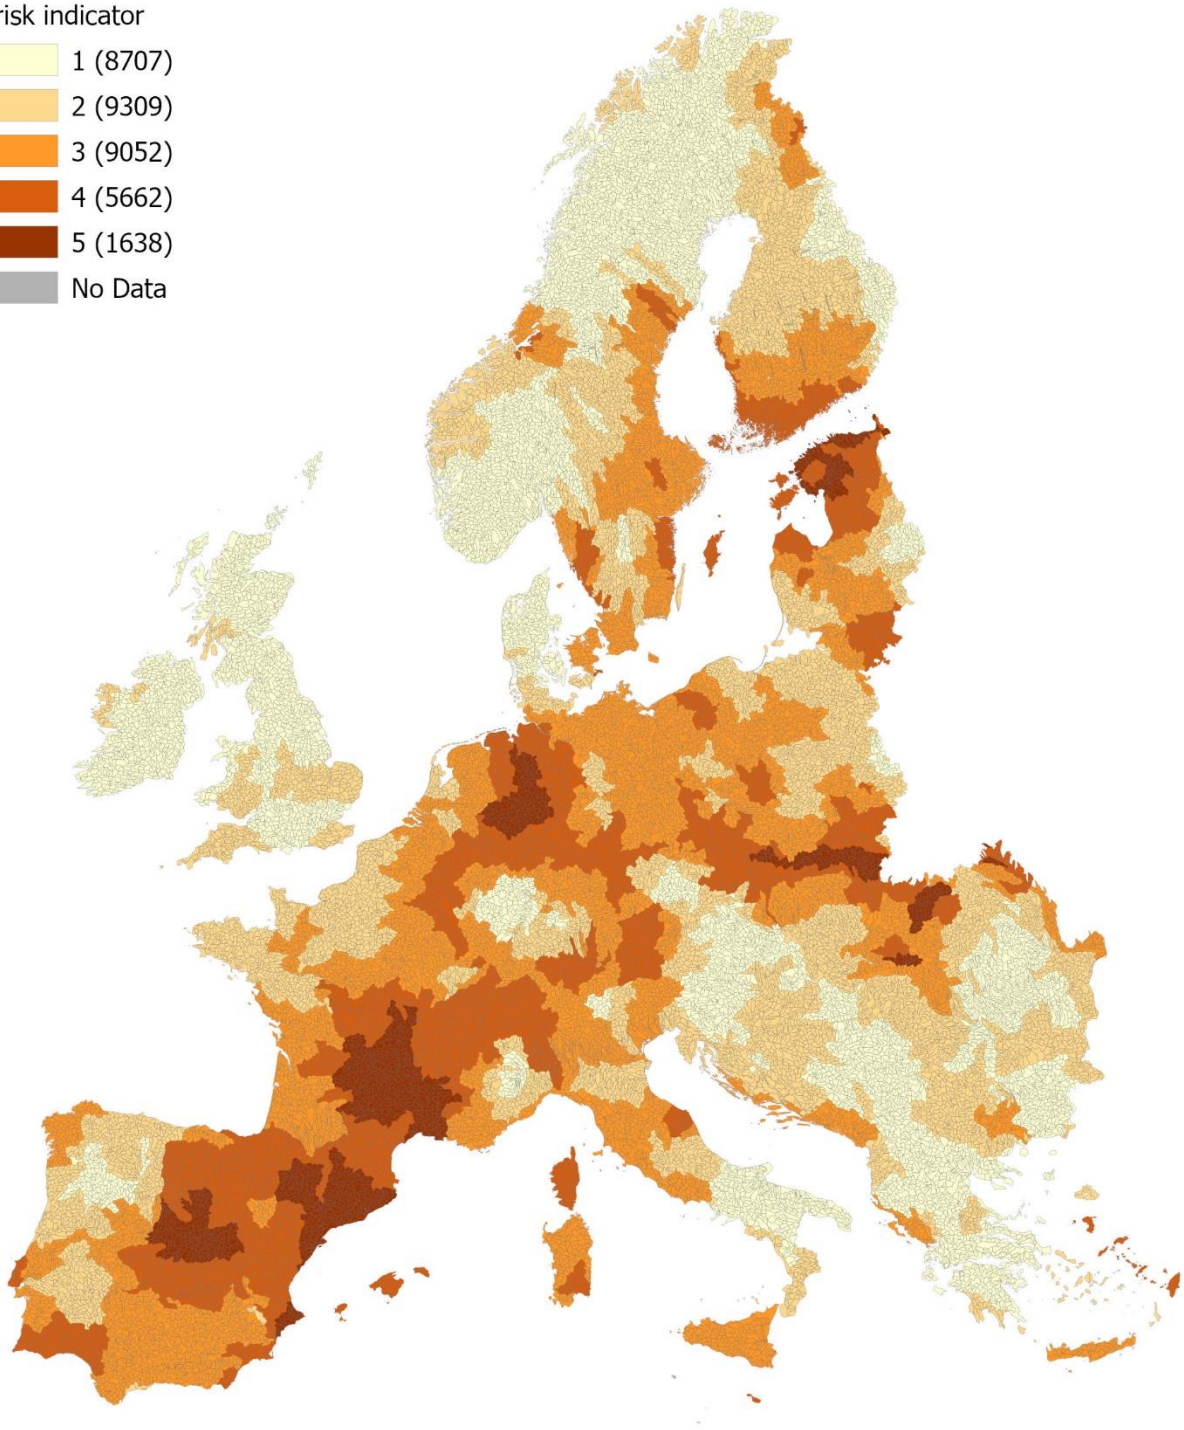 risk indicator
1 (8707)
2 (9309)
3 (9052)
4 (5662)
5 (1638)
No Data